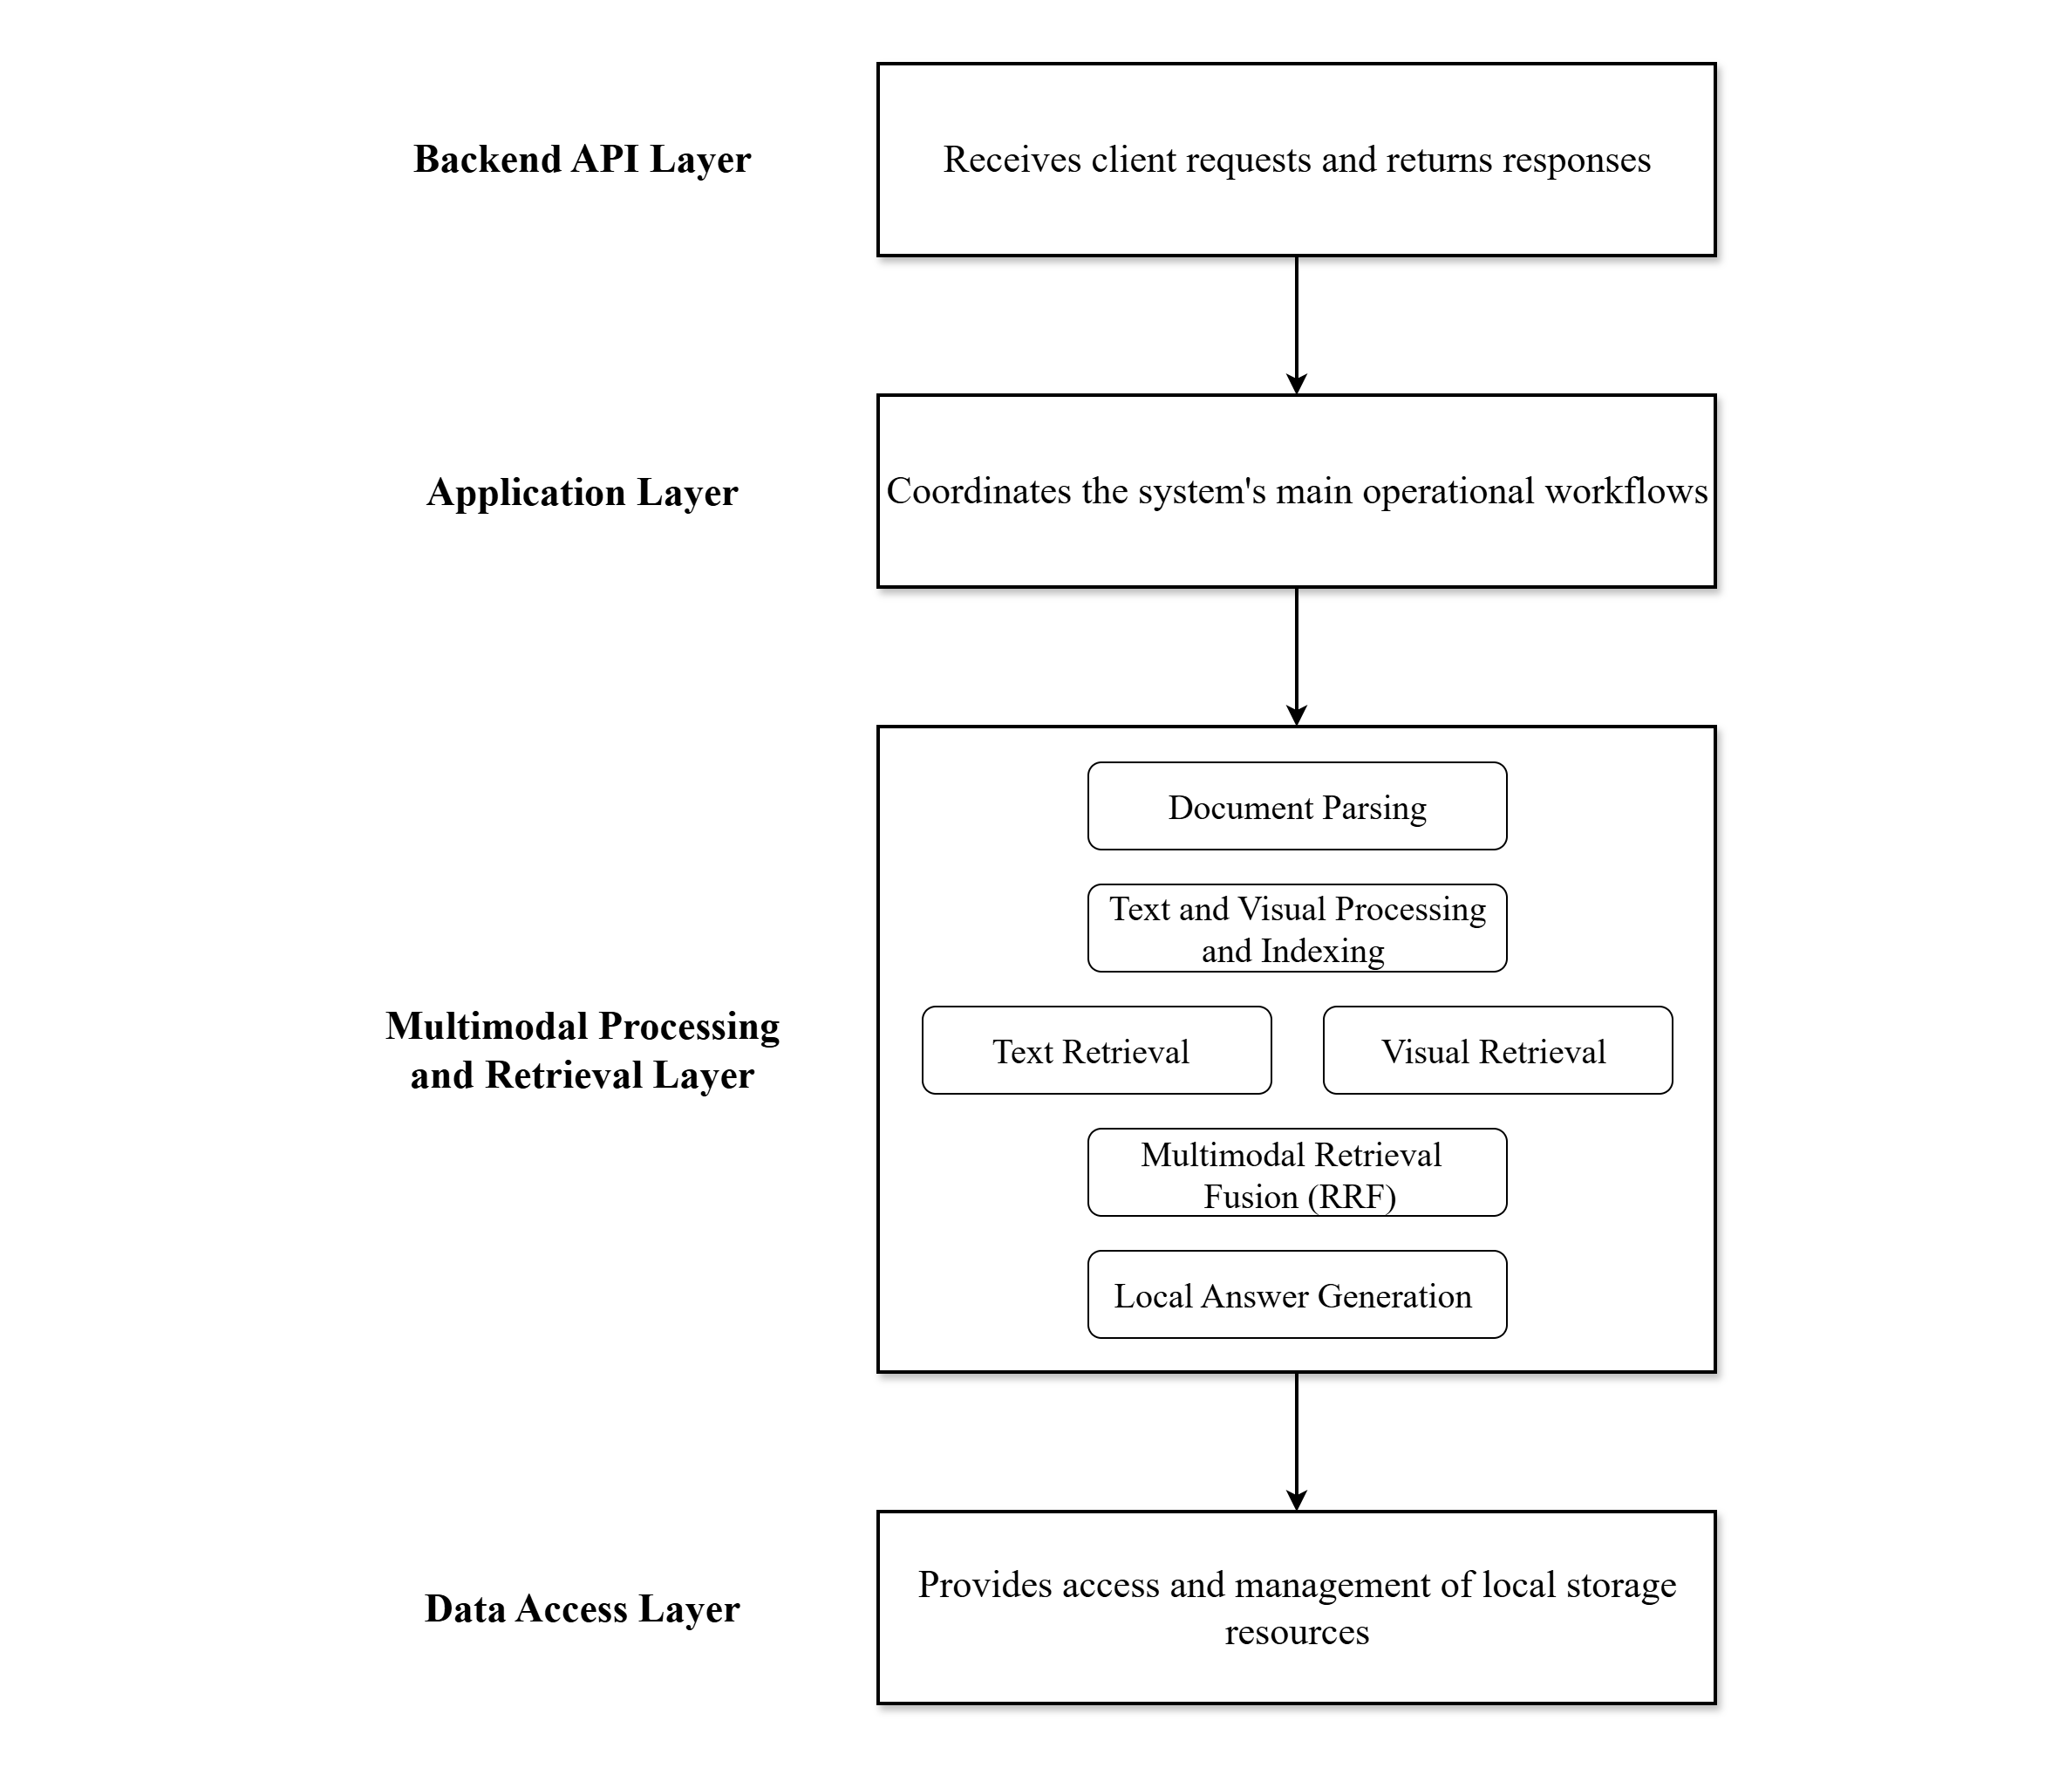 Backend API Layer
Receives client requests and returns responses
Application Layer
Coordinates the system's main operational workflows
Multimodal Processing
and Retrieval Layer
Document Parsing
Text and Visual Processing
and Indexing
Text Retrieval
Visual Retrieval
Multimodal Retrieval
Fusion (RRF)
Local Answer Generation
Data Access Layer
Provides access and management of local storage
resources